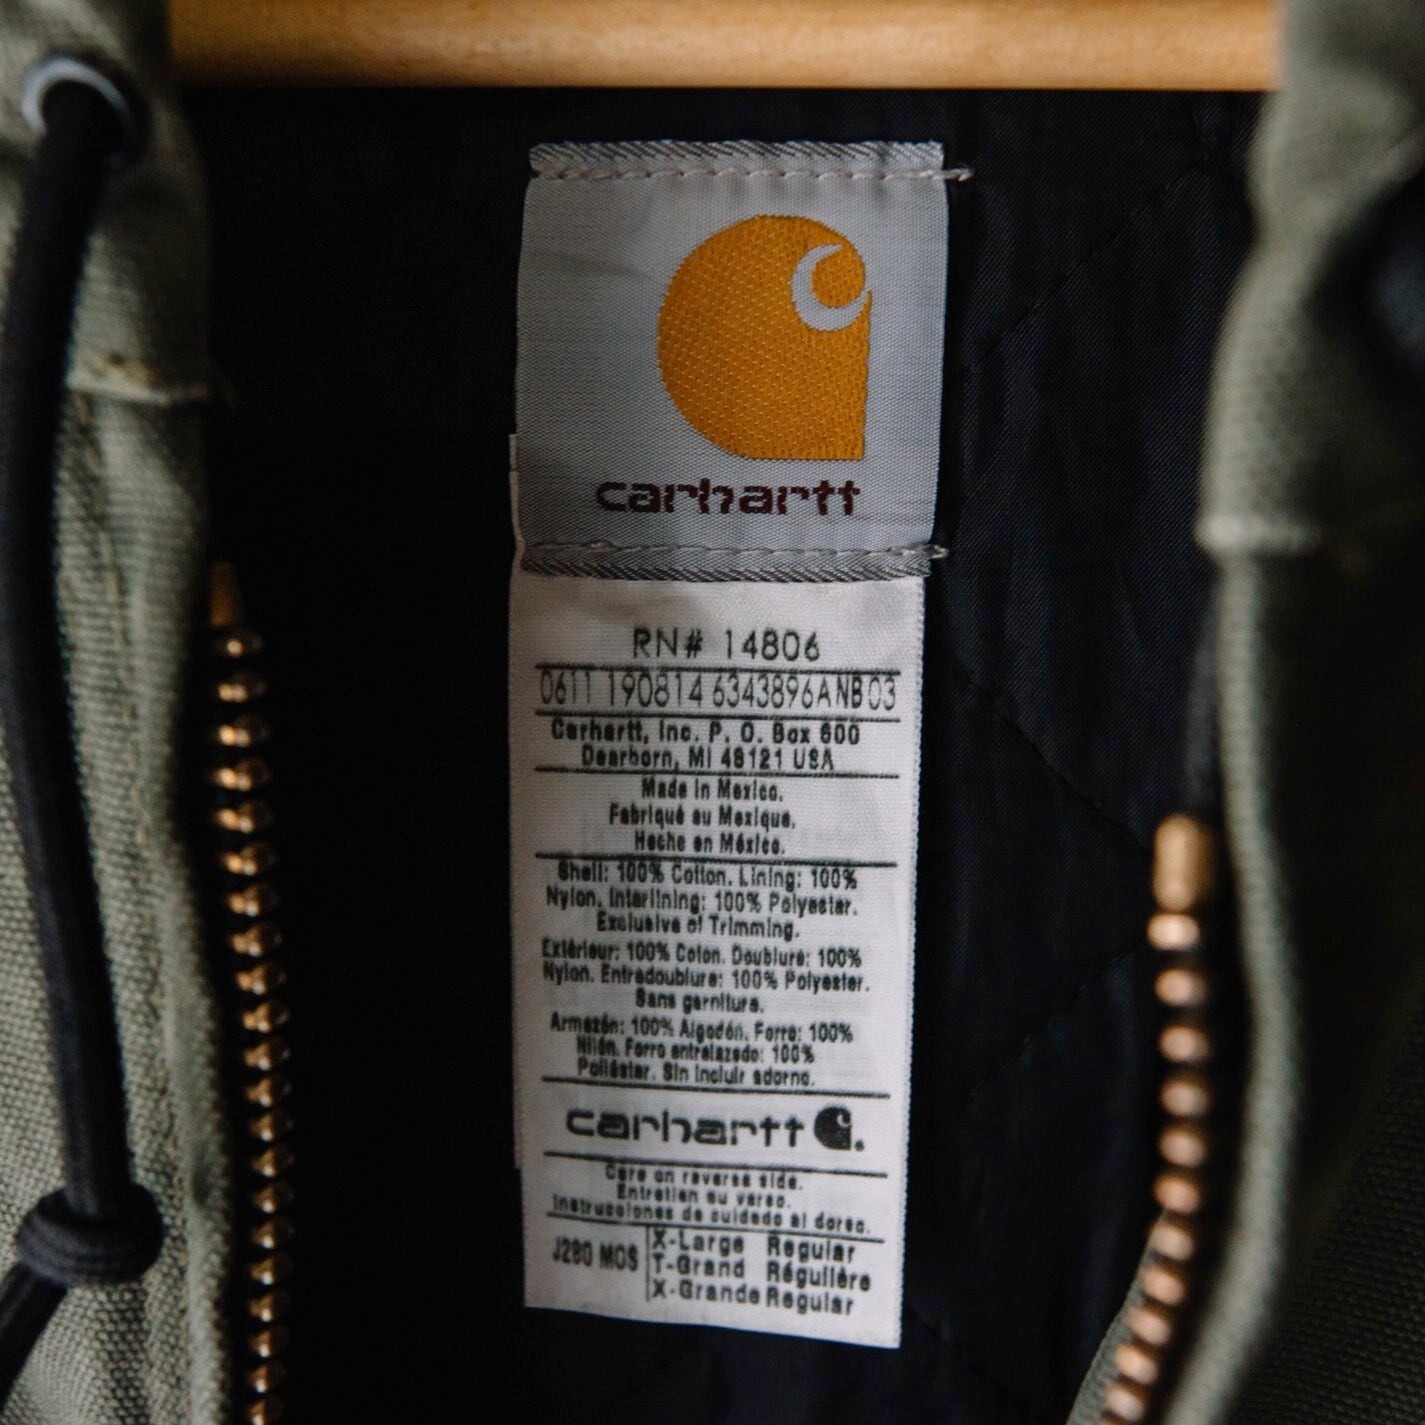 carhartt
RN# 14806
0611 190814 6343896ANB03
Carhartt, Inc. P. O. Box 600
Dearborn, MI 48121 USA
Made in Mexico.
Fabriqué au Mexique.
Hecho en México.
Shell: 100% Cotton. Lining: 100%
Nylon. Interlining: 100% Polyester.
Exclusive of Trimming.
Extérieur: 100% Coton. Doublure: 100%
Nylon. Entredoublure: 100% Polyester.
Sans garniture.
Armazón: 100% Algodón. Forro: 100%
Nilón. Forro entrelazado: 100%
Poliéster. Sin incluir adorno.
carhartt
Care on reverse side.
Entretien au verso.
Instrucciones de cuidado al dorso.
J280 MOS X-Large Regular
T-Grand Régulière
X-Grande Regular